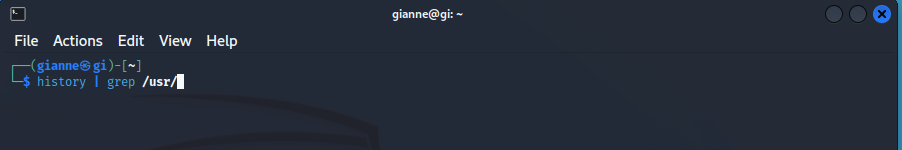 gianne@gi: ~
File Actions Edit View Help
┌──(gianne㉿gi)-[~]
└─$ history | grep /usr/